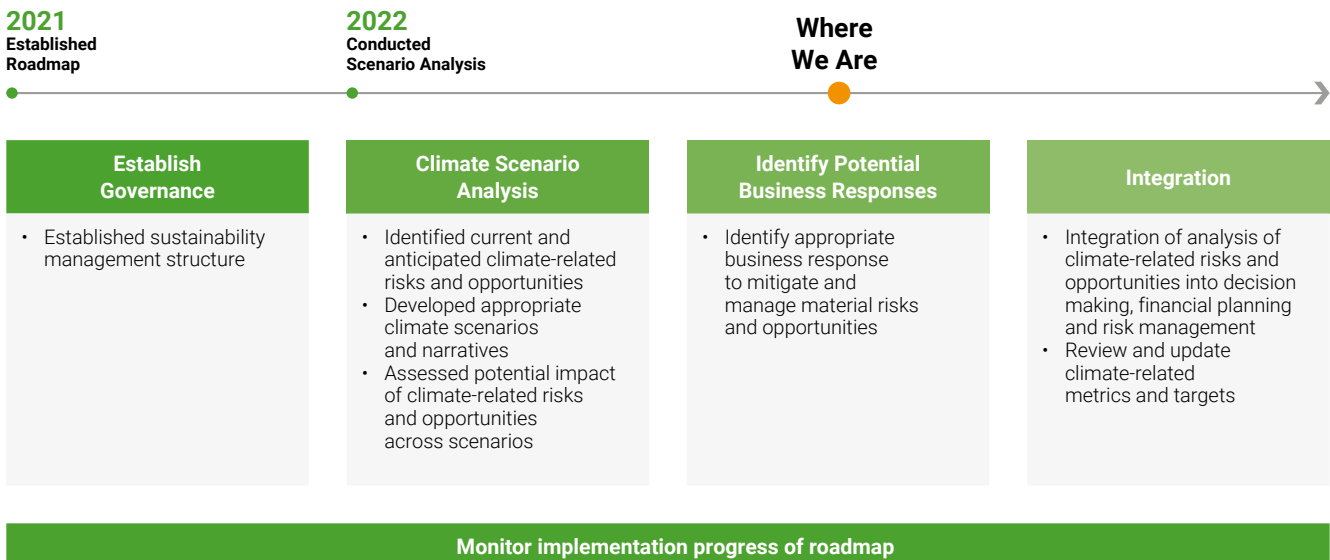 2021
Established
Roadmap
2022
Conducted
Scenario Analysis
Where
We Are
Establish
Governance
• Established sustainability
management structure
Climate Scenario
Analysis
• Identified current and
anticipated climate-related
risks and opportunities
• Developed appropriate
climate scenarios
and narratives
• Assessed potential impact
of climate-related risks
and opportunities
across scenarios
Identify Potential
Business Responses
• Identify appropriate
business response
to mitigate and
manage material risks
and opportunities
Integration
• Integration of analysis of
climate-related risks and
opportunities into decision
making, financial planning
and risk management
• Review and update
climate-related
metrics and targets
Monitor implementation progress of roadmap